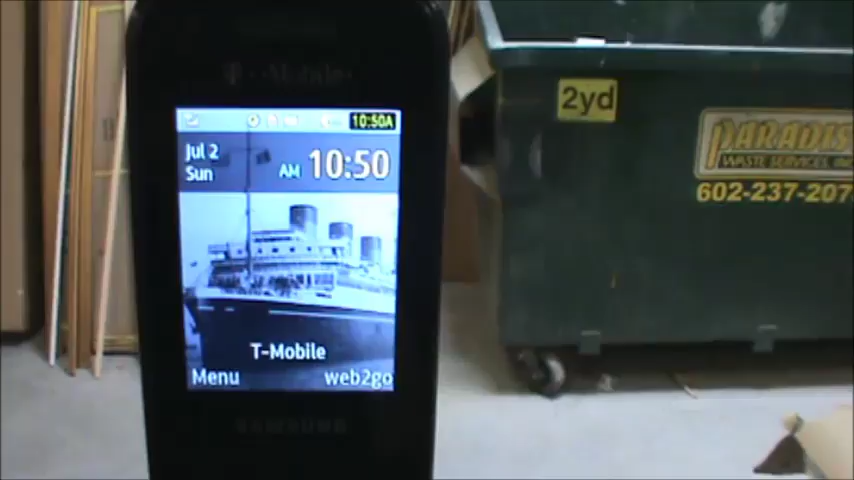 T-Mobile
10:50A
Jul 2
Sun
AM 10:50
T-Mobile
Menu
web2go
SAMSUNG
2yd
PARADIS
WASTE SERVICES, INC
602-237-207